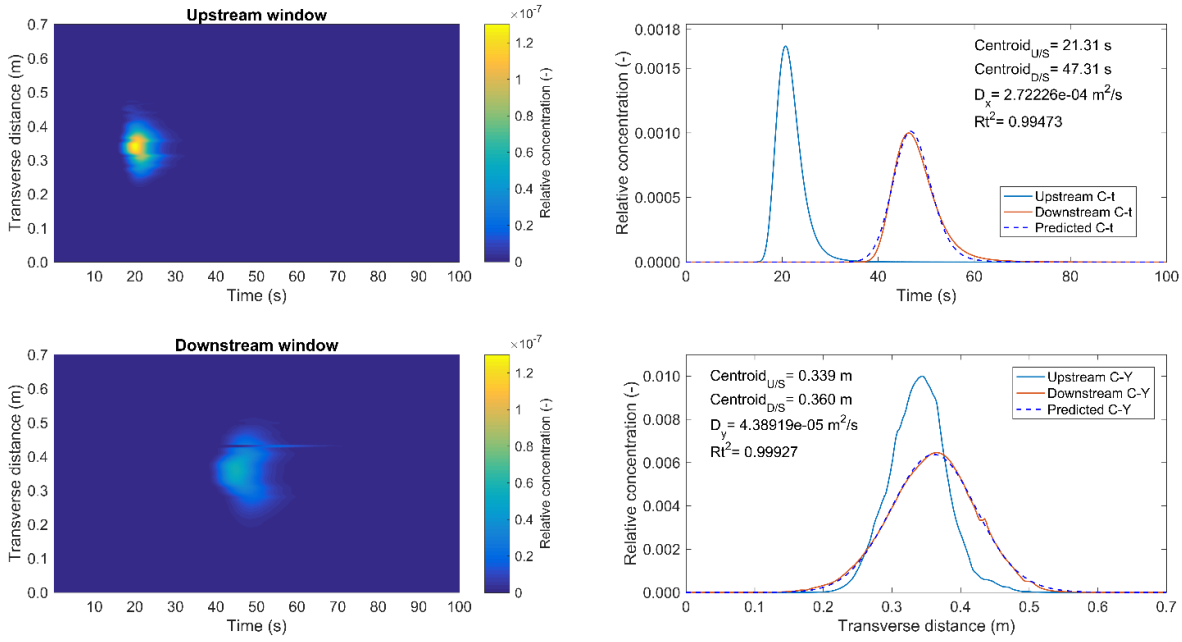 Upstream window
×10⁻⁷
0.7
0.6
0.5
0.4
0.3
0.2
0.1
0.0
Transverse distance (m)
10 20 30 40 50 60 70 80 90 100
Time (s)
1.2
1
0.8
0.6
0.4
0.2
0
Relative concentration (-)
0.0018
0.0015
0.0010
0.0005
0.0000
Relative concentration (-)
Centroid_U/S= 21.31 s
Centroid_D/S= 47.31 s
D_x= 2.72226e-04 m²/s
Rt²= 0.99473
Upstream C-t
Downstream C-t
Predicted C-t
0 20 40 60 80 100
Time (s)
Downstream window
×10⁻⁷
0.7
0.6
0.5
0.4
0.3
0.2
0.1
0.0
Transverse distance (m)
10 20 30 40 50 60 70 80 90 100
Time (s)
1.2
1
0.8
0.6
0.4
0.2
0
Relative concentration (-)
0.010
0.008
0.006
0.004
0.002
0.000
Relative concentration (-)
Centroid_U/S= 0.339 m
Centroid_D/S= 0.360 m
D_y= 4.38919e-05 m²/s
Rt²= 0.99927
Upstream C-Y
Downstream C-Y
Predicted C-Y
0 0.1 0.2 0.3 0.4 0.5 0.6 0.7
Transverse distance (m)